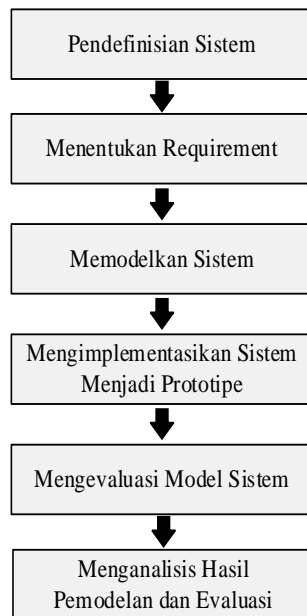 Pendefinisian Sistem
Menentukan Requirement
Memodelkan Sistem
Mengimplementasikan Sistem
Menjadi Prototipe
Mengevaluasi Model Sistem
Menganalisis Hasil
Pemodelan dan Evaluasi